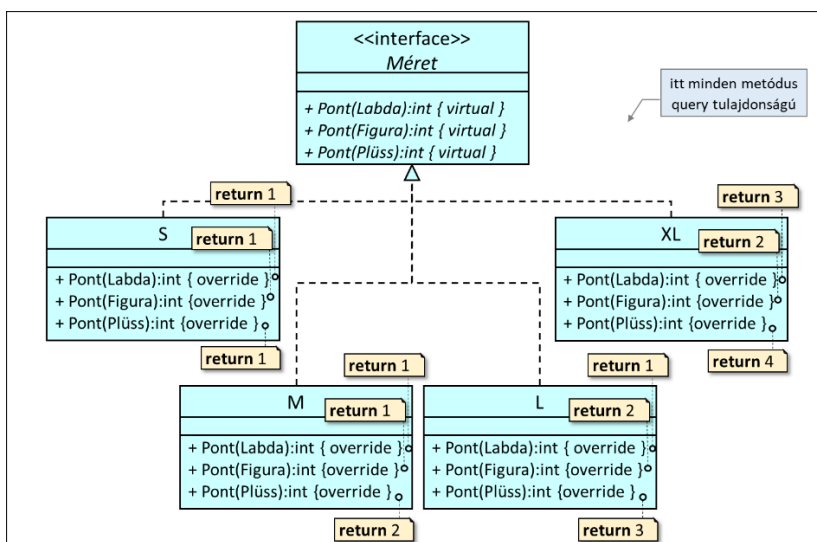 <<interface>>
Méret
+ Pont(Labda):int { virtual }
+ Pont(Figura):int { virtual }
+ Pont(Plüss):int { virtual }
itt minden metódus
query tulajdonságú
return 1
S
return 1
+ Pont(Labda):int { override }
+ Pont(Figura):int {override }
+ Pont(Plüss):int {override }
return 1
return 3
XL
return 2
+ Pont(Labda):int { override }
+ Pont(Figura):int {override }
+ Pont(Plüss):int {override }
return 4
return 1
M
return 1
+ Pont(Labda):int { override }
+ Pont(Figura):int {override }
+ Pont(Plüss):int {override }
return 2
return 1
L
return 2
+ Pont(Labda):int { override }
+ Pont(Figura):int {override }
+ Pont(Plüss):int {override }
return 3